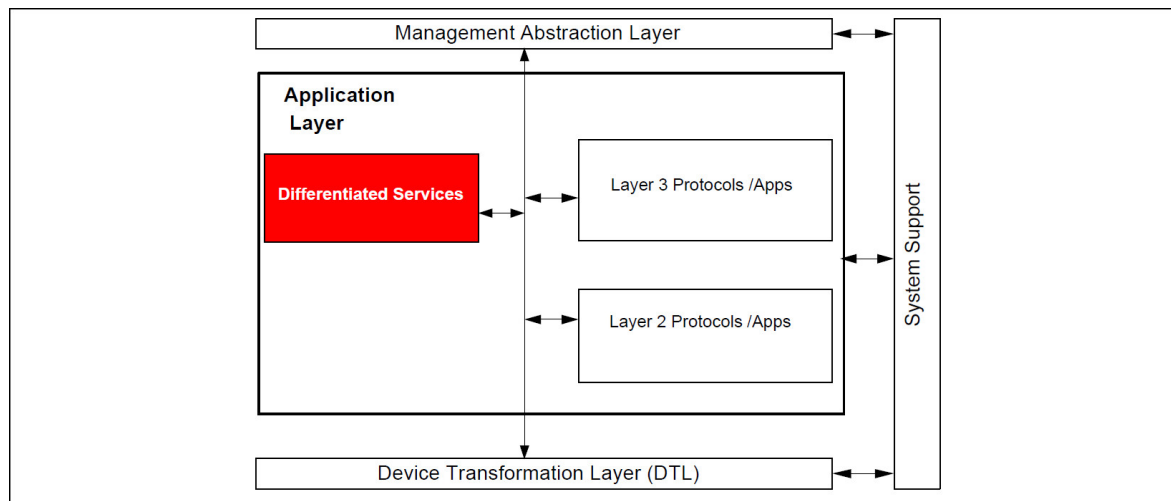 Management Abstraction Layer
Application
Layer
Differentiated Services
Layer 3 Protocols /Apps
Layer 2 Protocols /Apps
System Support
Device Transformation Layer (DTL)